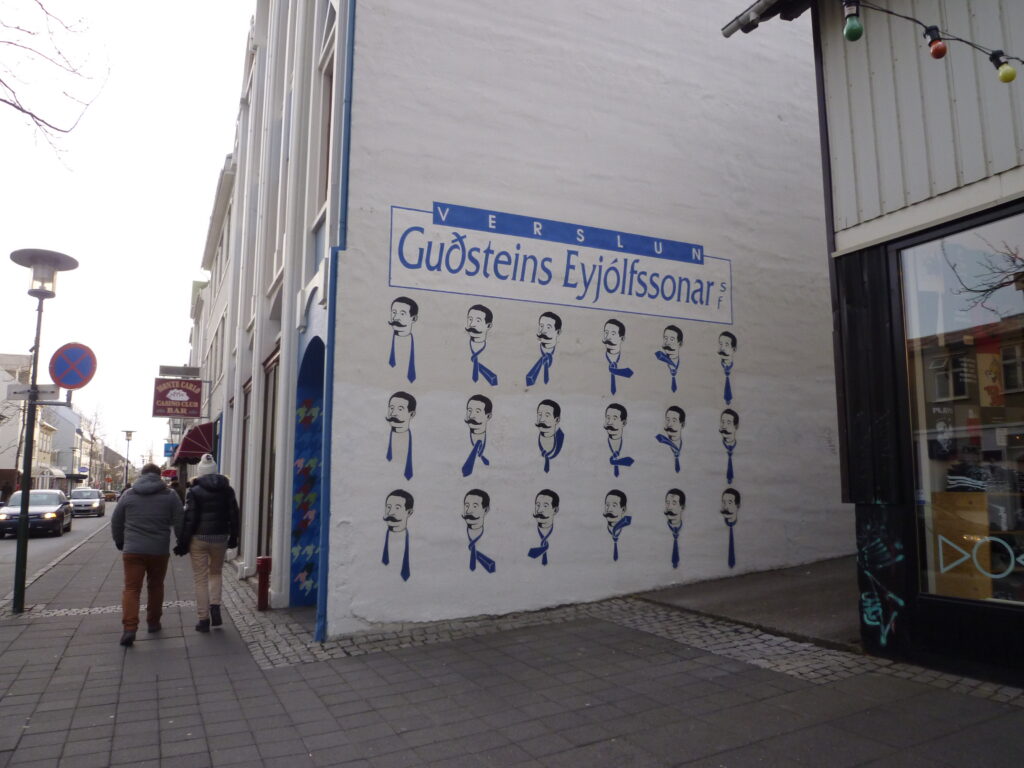 VERSLUN
Guðsteins Eyjólfssonar sf
MONTE CARLO
CASINO CLUB
BAR